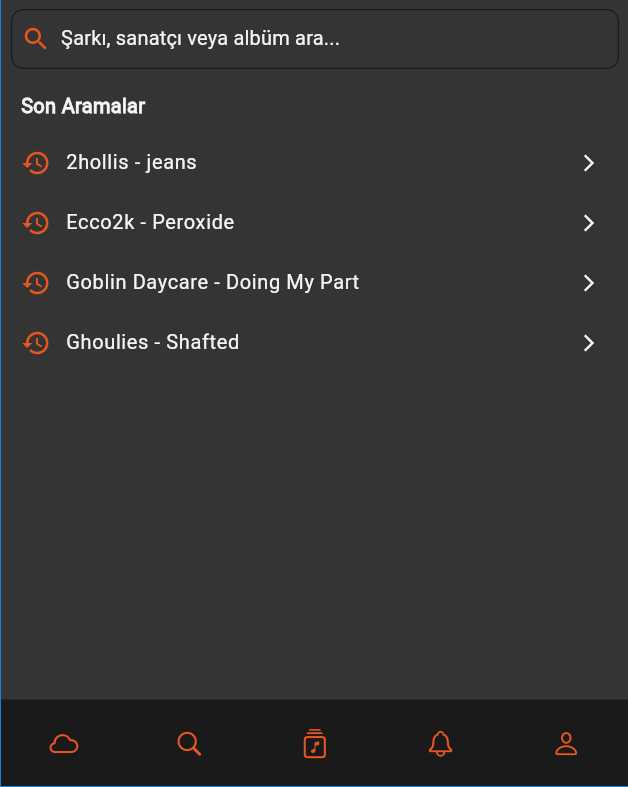 Şarkı, sanatçı veya albüm ara...
Son Aramalar
2hollis - jeans
Ecco2k - Peroxide
Goblin Daycare - Doing My Part
Ghoulies - Shafted